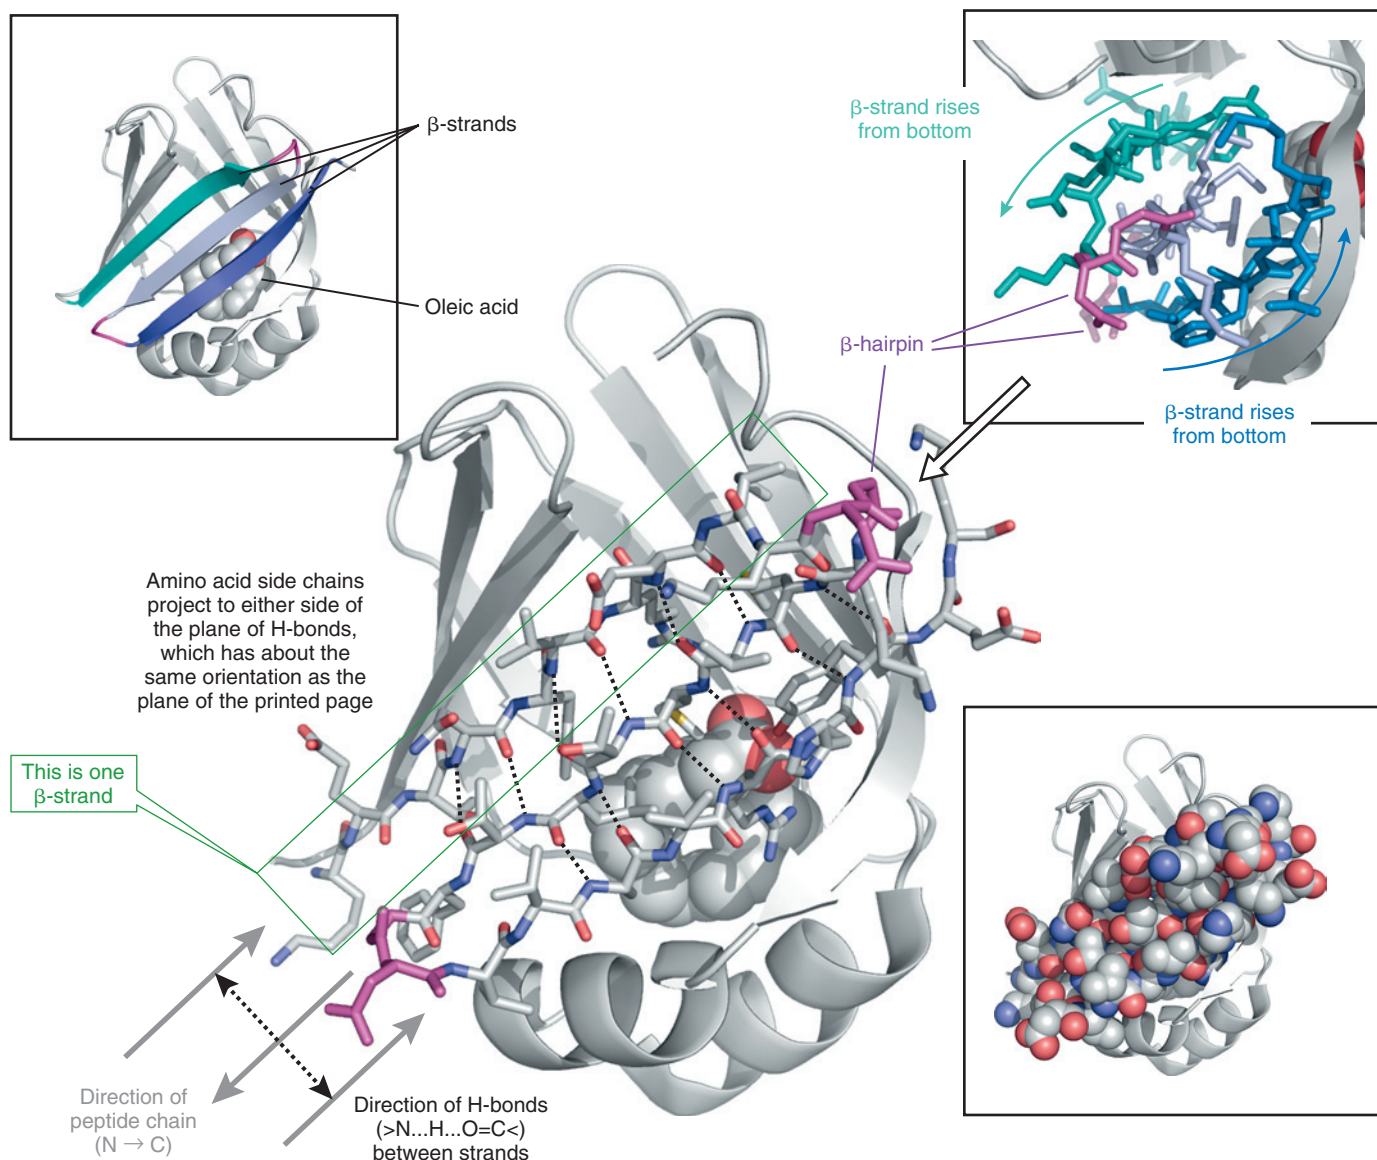 β-strands
Oleic acid
β-strand rises
from bottom
β-hairpin
β-strand rises
from bottom
Amino acid side chains
project to either side of
the plane of H-bonds,
which has about the
same orientation as the
plane of the printed page
This is one
β-strand
Direction of
peptide chain
(N → C)
Direction of H-bonds
(>N...H...O=C<)
between strands